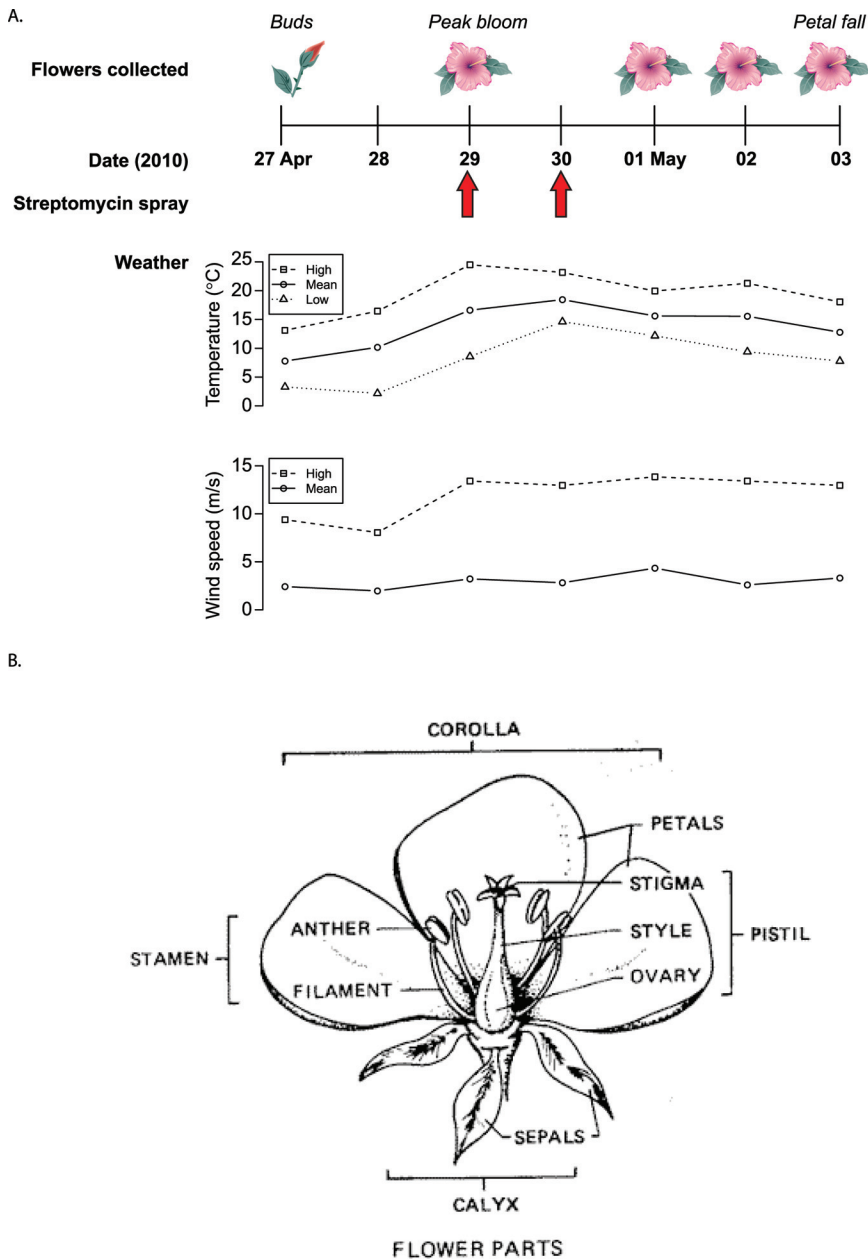 A.
Buds Peak bloom Petal fall
Flowers collected
Date (2010) 27 Apr 28 29 30 01 May 02 03
Streptomycin spray
Weather
Temperature (°C)
25
20
15
10
5
0
High
Mean
Low
Wind speed (m/s)
15
10
5
0
High
Mean
B.
COROLLA
PETALS
STIGMA
ANTHER
STYLE
PISTIL
STAMEN
FILAMENT
OVARY
SEPALS
CALYX
FLOWER PARTS